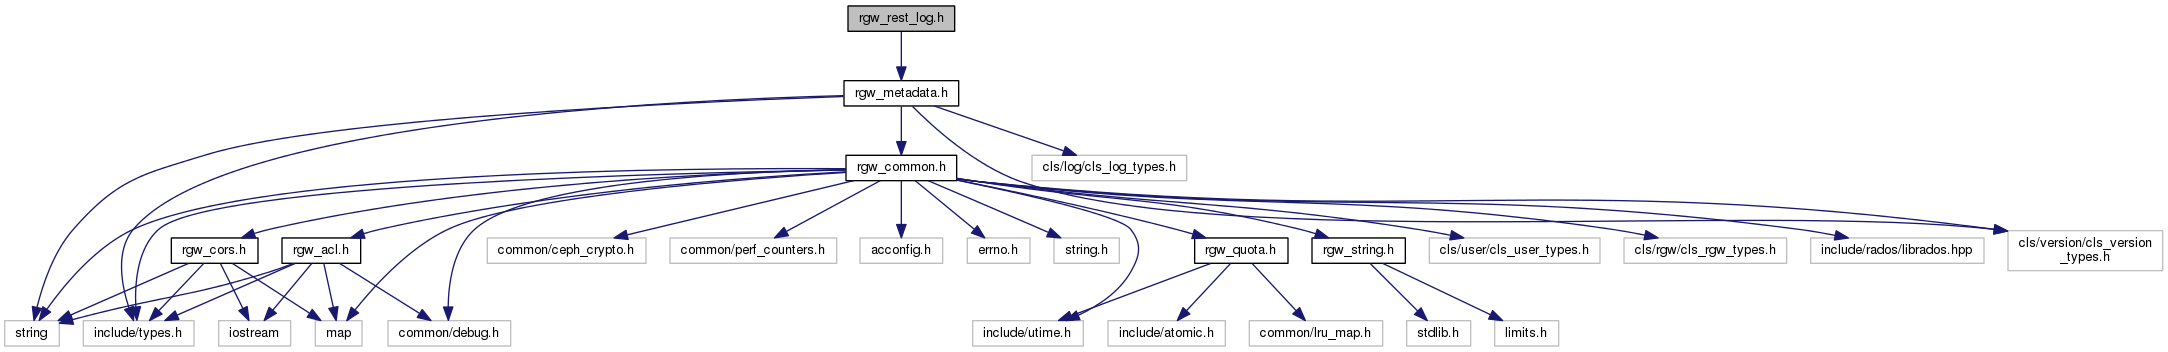 rgw_rest_log.h
rgw_metadata.h
rgw_common.h
cls/log/cls_log_types.h
rgw_cors.h
rgw_acl.h
common/ceph_crypto.h
common/perf_counters.h
acconfig.h
errno.h
string.h
rgw_quota.h
rgw_string.h
cls/user/cls_user_types.h
cls/rgw/cls_rgw_types.h
include/rados/librados.hpp
cls/version/cls_version
_types.h
string
include/types.h
iostream
map
common/debug.h
include/utime.h
include/atomic.h
common/lru_map.h
stdlib.h
limits.h